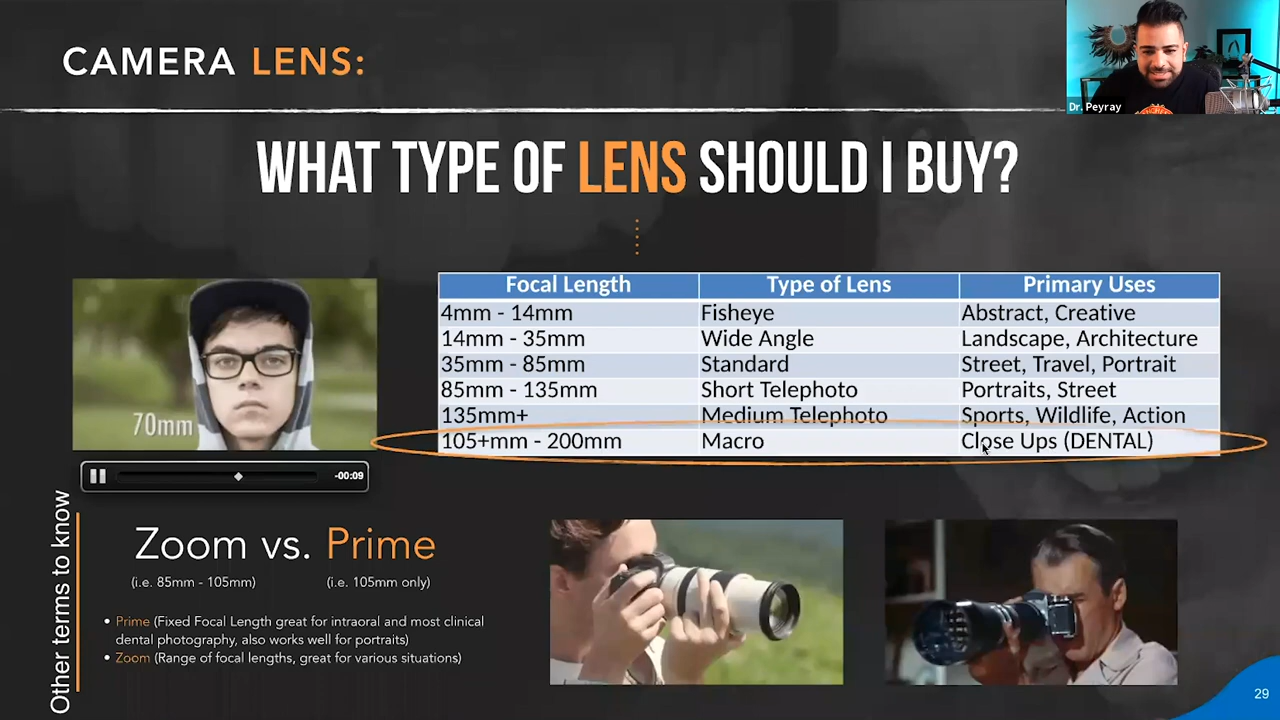 CAMERA LENS:
Dr. Peyray
WHAT TYPE OF LENS SHOULD I BUY?
70mm
-00:09
Focal Length Type of Lens Primary Uses
4mm - 14mm Fisheye Abstract, Creative
14mm - 35mm Wide Angle Landscape, Architecture
35mm - 85mm Standard Street, Travel, Portrait
85mm - 135mm Short Telephoto Portraits, Street
135mm+ Medium Telephoto Sports, Wildlife, Action
105+mm - 200mm Macro Close Ups (DENTAL)
Other terms to know
Zoom vs. Prime
(i.e. 85mm - 105mm) (i.e. 105mm only)
• Prime (Fixed Focal Length great for intraoral and most clinical
dental photography, also works well for portraits)
• Zoom (Range of focal lengths, great for various situations)
29